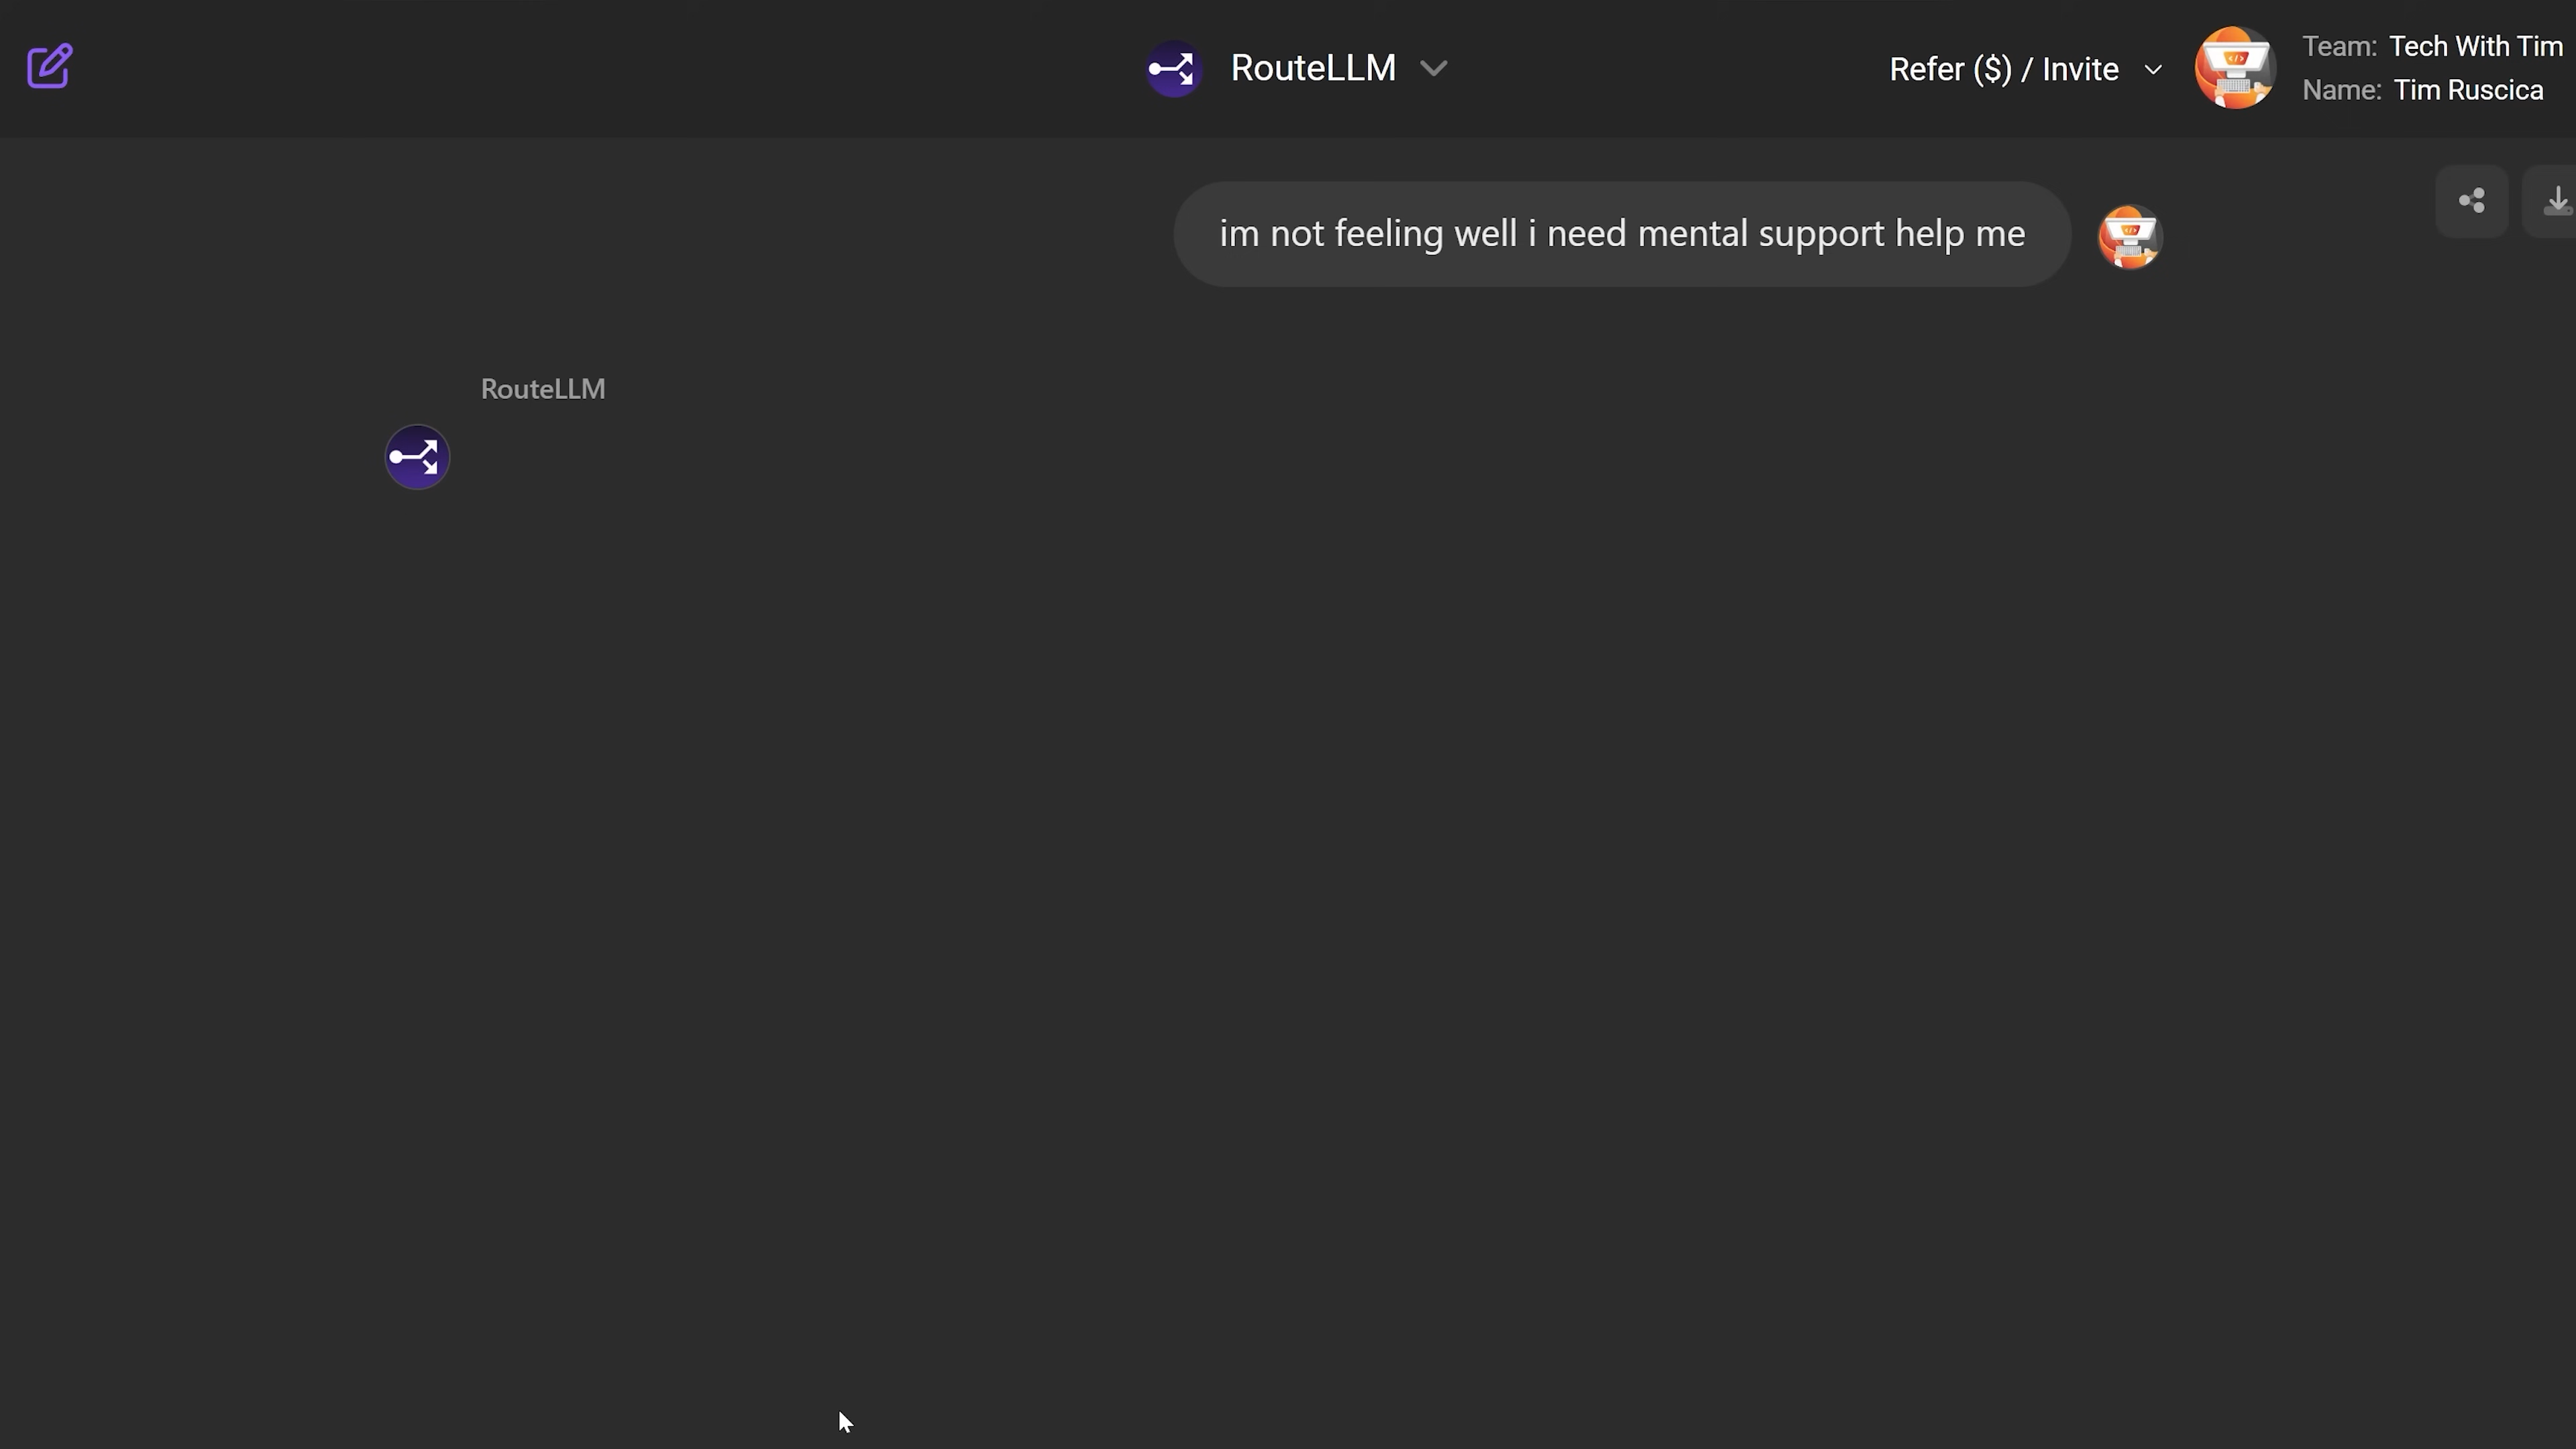 RouteLLM
Refer ($) / Invite
Team: Tech With Tim
Name: Tim Ruscica
im not feeling well i need mental support help me
RouteLLM